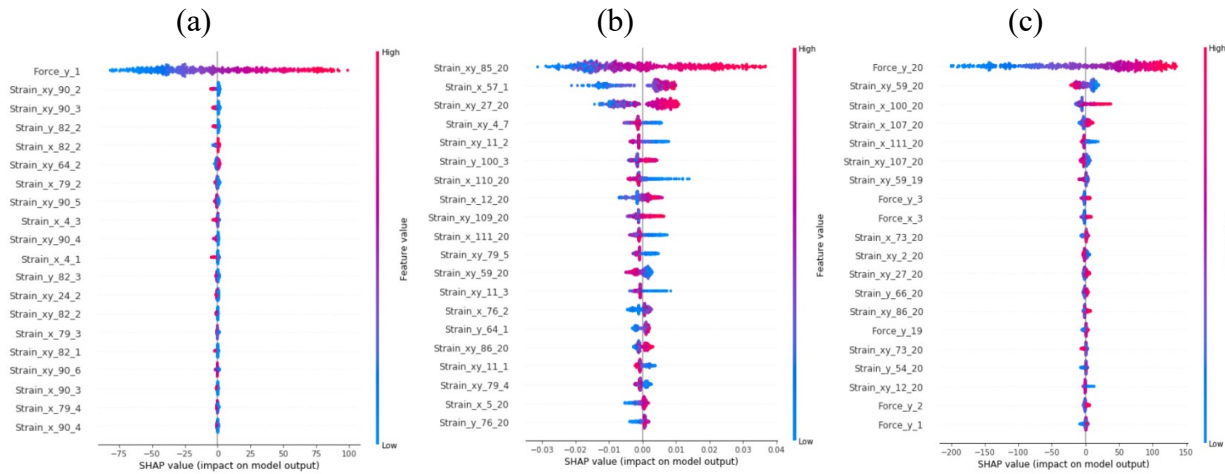 (a)
(b)
(c)
High
Force_y_1
Strain_xy_90_2
Strain_xy_90_3
Strain_y_82_2
Strain_x_82_2
Strain_xy_64_2
Strain_x_79_2
Strain_xy_90_5
Strain_x_4_3
Strain_xy_90_4
Strain_x_4_1
Strain_y_82_3
Strain_xy_24_2
Strain_xy_82_2
Strain_x_79_3
Strain_xy_82_1
Strain_xy_90_6
Strain_x_90_3
Strain_x_79_4
Strain_x_90_4
Low
−75 −50 −25 0 25 50 75 100
SHAP value (impact on model output)
High
Strain_xy_85_20
Strain_x_57_1
Strain_xy_27_20
Strain_xy_4_7
Strain_xy_11_2
Strain_y_100_3
Strain_x_110_20
Strain_x_12_20
Strain_xy_109_20
Strain_x_111_20
Strain_xy_79_5
Strain_xy_59_20
Strain_xy_11_3
Strain_x_76_2
Strain_y_64_1
Strain_xy_86_20
Strain_xy_11_1
Strain_xy_79_4
Strain_x_5_20
Strain_y_76_20
Feature value
Low
−0.03 −0.02 −0.01 0.00 0.01 0.02 0.03 0.04
SHAP value (impact on model output)
High
Force_y_20
Strain_xy_59_20
Strain_x_100_20
Strain_x_107_20
Strain_x_111_20
Strain_xy_107_20
Strain_xy_59_19
Force_y_3
Force_x_3
Strain_x_73_20
Strain_xy_2_20
Strain_xy_27_20
Strain_y_66_20
Strain_xy_86_20
Force_y_19
Strain_xy_73_20
Strain_y_54_20
Strain_xy_12_20
Force_y_2
Force_y_1
Low
−200 −150 −100 −50 0 50 100 150
SHAP value (impact on model output)